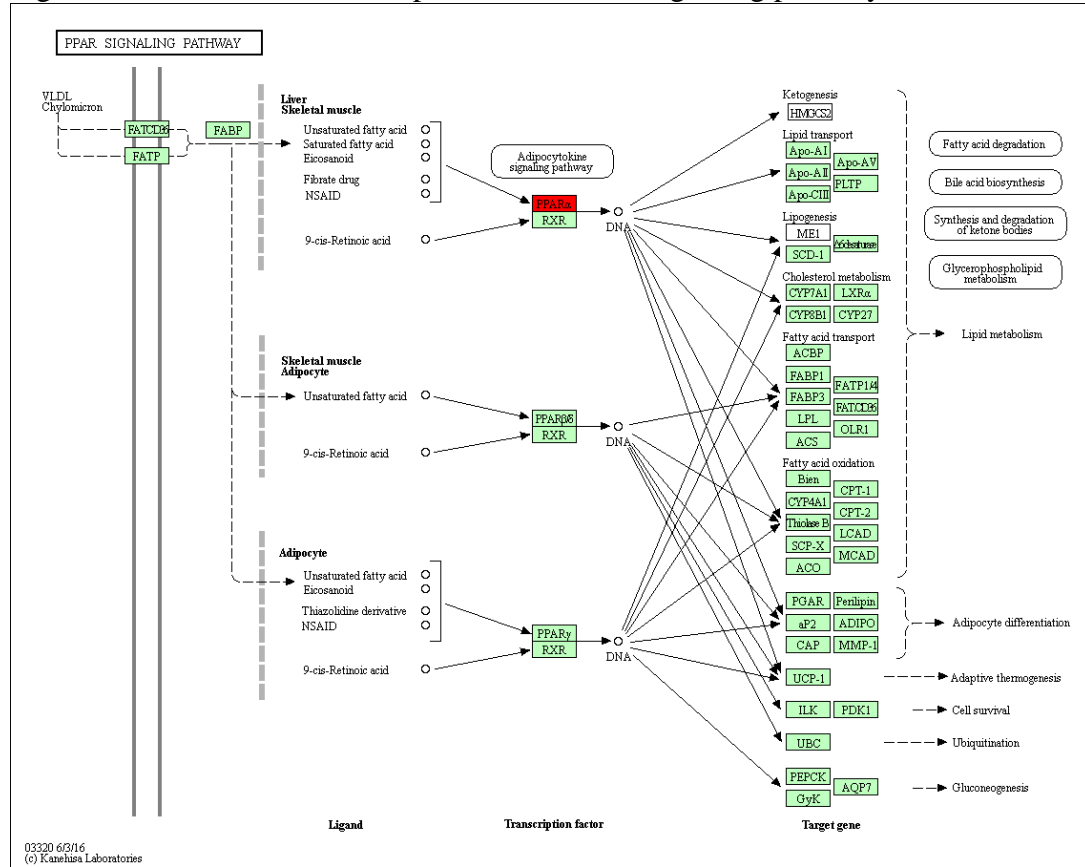 PPAR SIGNALING PATHWAY
VLDL
Chylomicron
FATCD36
FATP
FABP
Liver
Skeletal muscle
Unsaturated fatty acid
Saturated fatty acid
Eicosanoid
Fibrate drug
NSAID
9-cis-Retinoic acid
Adipocytokine
signaling pathway
PPARα
RXR
DNA
Skeletal muscle
Adipocyte
Unsaturated fatty acid
9-cis-Retinoic acid
PPARβ/δ
RXR
DNA
Adipocyte
Unsaturated fatty acid
Eicosanoid
Thiazolidine derivative
NSAID
9-cis-Retinoic acid
PPARγ
RXR
DNA
Ketogenesis
HMGCS2
Lipid transport
Apo-AI
Apo-AII
Apo-CIII
Apo-AV
PLTP
Lipogenesis
ME1
SCD-1
Δ6desaturase
Cholesterol metabolism
CYP7A1 LXRα
CYP8B1 CYP27
Fatty acid transport
ACBP
FABP1
FABP3
LPL
ACS
FATP1/4
FATCD36
OLR1
Fatty acid oxidation
Bien
CYP4A1
Thiolase B
SCP-X
ACO
CPT-1
CPT-2
LCAD
MCAD
PGAR Perilipin
aP2 ADIPO
CAP MMP-1
UCP-1
ILK PDK1
UBC
PEPCK
GyK
AQP7
Fatty acid degradation
Bile acid biosynthesis
Synthesis and degradation
of ketone bodies
Glycerophospholipid
metabolism
Lipid metabolism
Adipocyte differentiation
Adaptive thermogenesis
Cell survival
Ubiquitination
Gluconeogenesis
Ligand
Transcription factor
Target gene
03320 6/3/16
(c) Kanehisa Laboratories